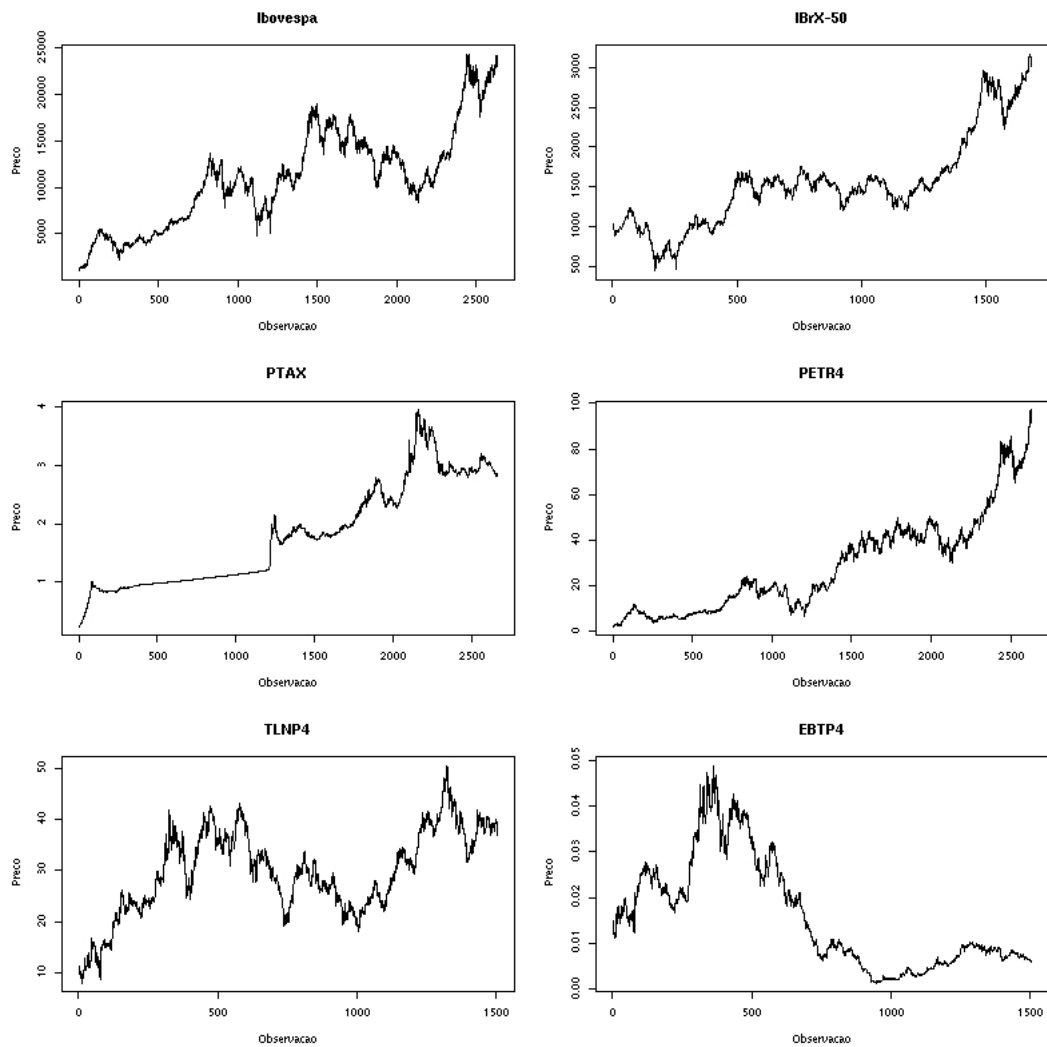 Ibovespa
Preco
25000
20000
15000
10000
5000
0 500 1000 1500 2000 2500
Observacao
IBrX-50
Preco
3000
2500
2000
1500
1000
500
0 500 1000 1500
Observacao
PTAX
Preco
4
3
2
1
0 500 1000 1500 2000 2500
Observacao
PETR4
Preco
100
80
60
40
20
0
0 500 1000 1500 2000 2500
Observacao
TLNP4
Preco
50
40
30
20
10
0 500 1000 1500
Observacao
EBTP4
Preco
0.05
0.04
0.03
0.02
0.01
0.00
0 500 1000 1500
Observacao